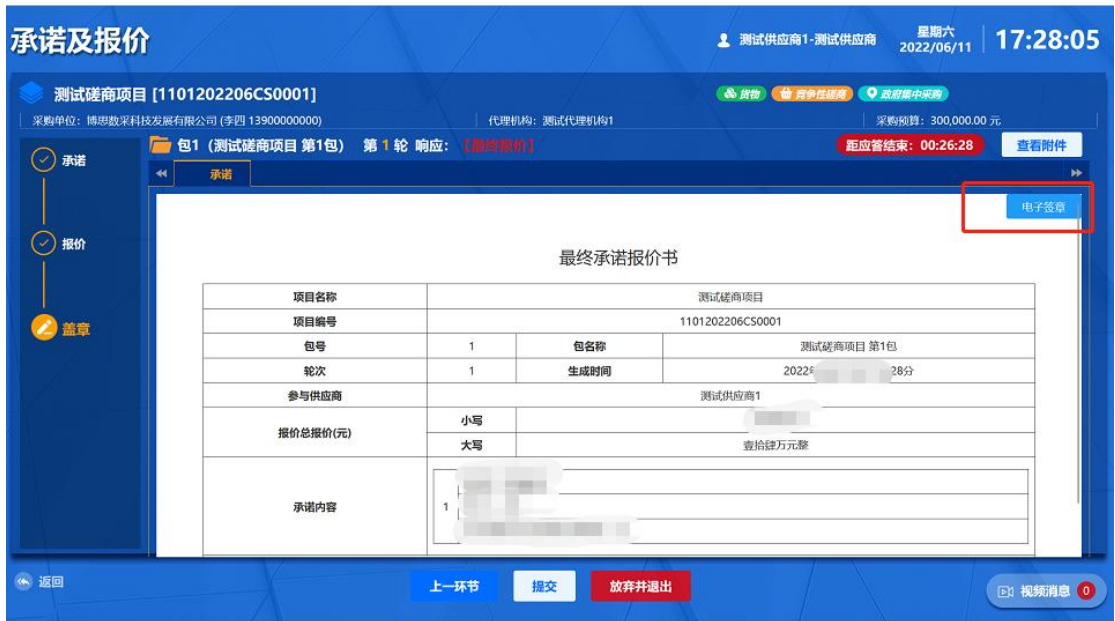 承诺及报价
测试供应商1-测试供应商
星期六
2022/06/11
17:28:05
测试磋商项目 [1101202206CS0001]
货物
竞争性磋商
政府集中采购
采购单位：博思数采科技发展有限公司 (李四 13900000000)
代理机构：测试代理机构1
采购预算：300,000.00 元
承诺
报价
盖章
包1（测试磋商项目 第1包） 第 1 轮 响应：【最终报价】
距应答结束：00:26:28
查看附件
承诺
电子签章
最终承诺报价书
项目名称 测试磋商项目
项目编号 1101202206CS0001
包号 1 包名称 测试磋商项目 第1包
轮次 1 生成时间 2022 28分
参与供应商 测试供应商1
报价总报价(元)
小写
大写 壹拾肆万元整
承诺内容 1
返回
上一环节
提交
放弃并退出
视频消息 0